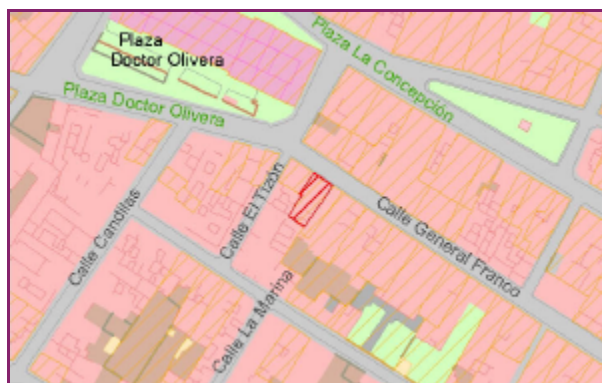 Plaza
Doctor Olivera
Plaza La Concepción
Plaza Doctor Olivera
Calle El Tizón
Calle Candilas
Calle General Franco
Calle La Marina